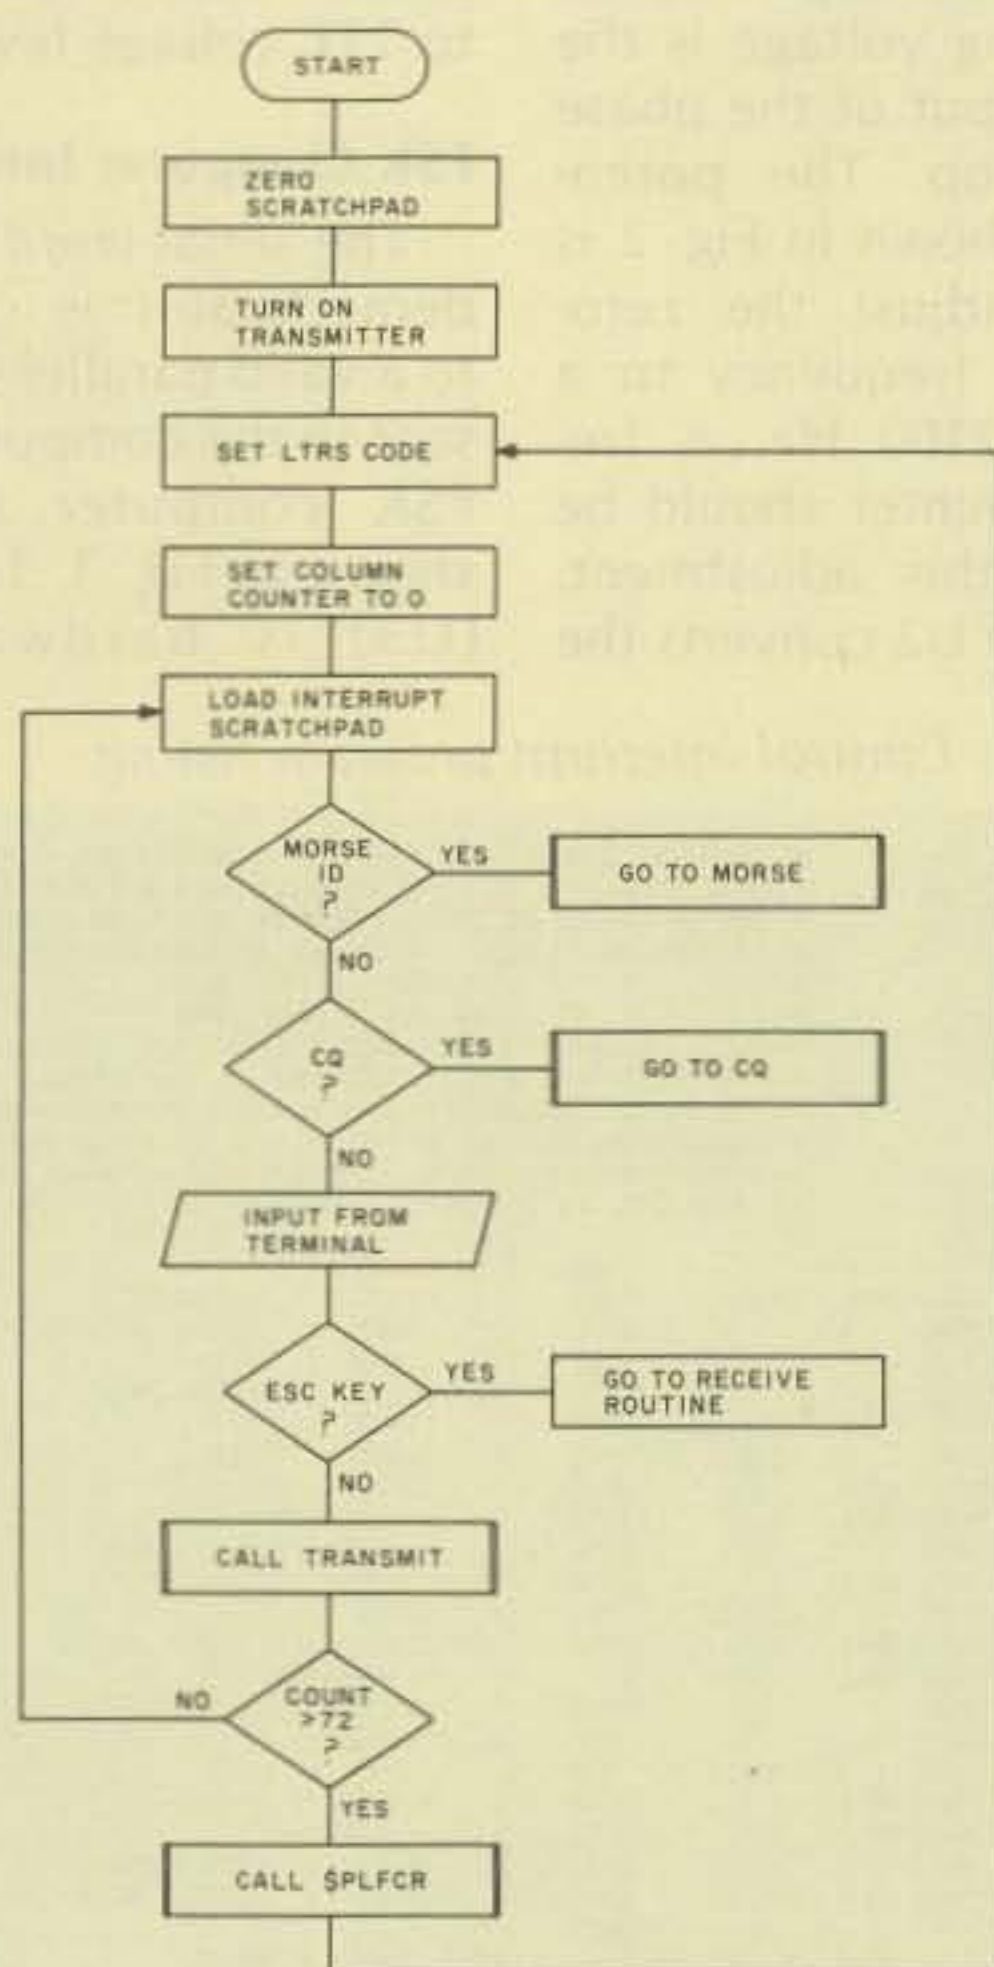 START
ZERO
SCRATCHPAD
TURN ON
TRANSMITTER
SET LTRS CODE
SET COLUMN
COUNTER TO 0
LOAD INTERRUPT
SCRATCHPAD
MORSE
ID
?
YES
GO TO MORSE
NO
CQ
?
YES
GO TO CQ
NO
INPUT FROM
TERMINAL
ESC KEY
?
YES
GO TO RECEIVE
ROUTINE
NO
CALL TRANSMIT
COUNT
>72
?
NO
YES
CALL $PLFCR